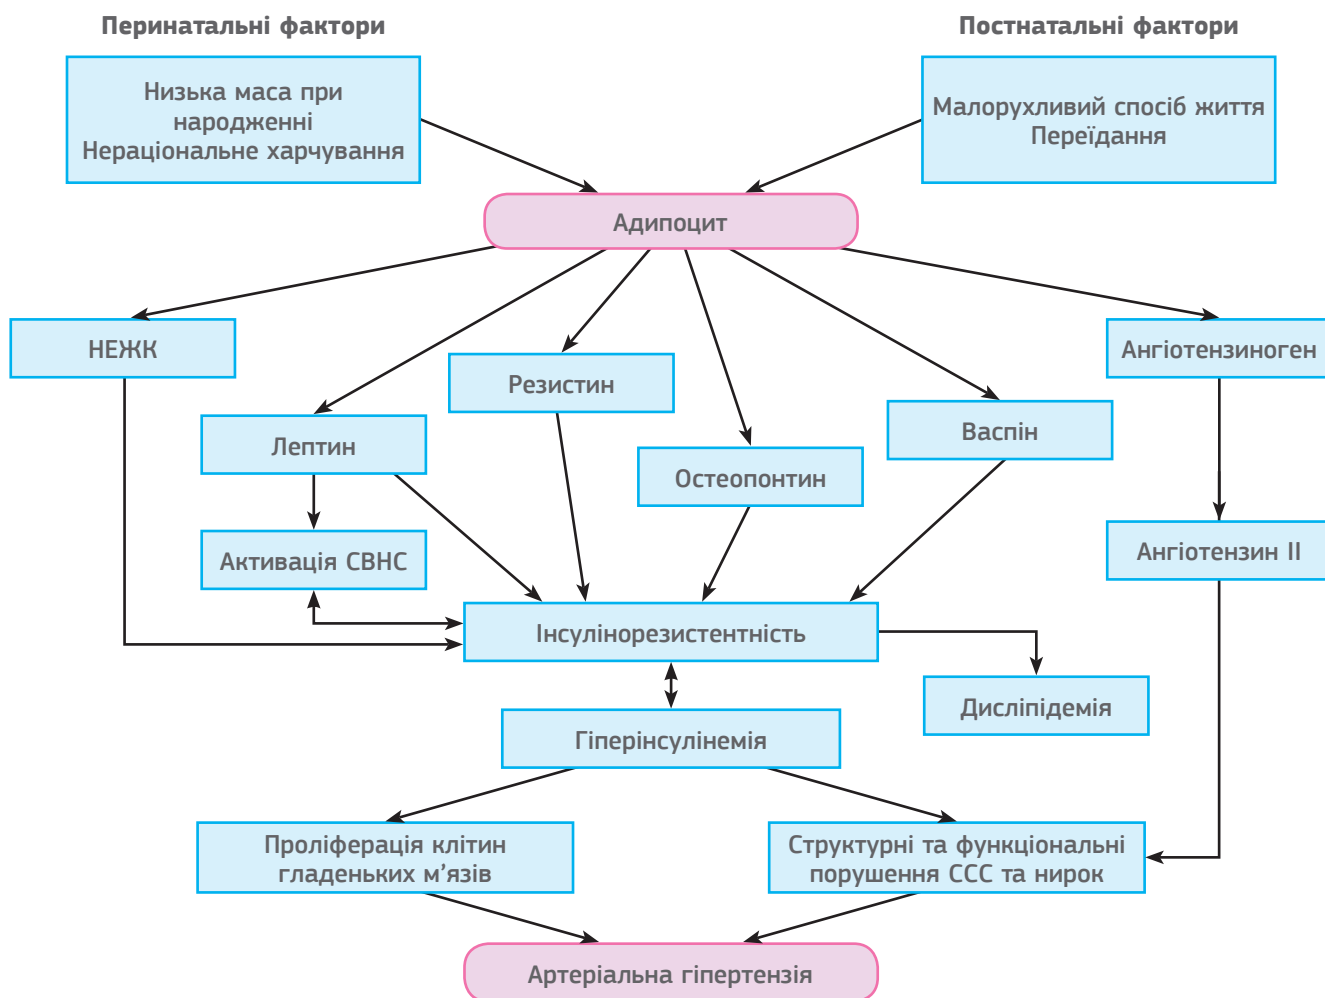 Перинатальні фактори
Постнатальні фактори
Низька маса при
народженні
Нераціональне харчування
Малорухливий спосіб життя
Переїдання
Адипоцит
НЕЖК
Ангіотензиноген
Резистин
Лептин
Васпін
Остеопонтин
Активація СВНС
Ангіотензин II
Інсулінорезистентність
Дисліпідемія
Гіперінсулінемія
Проліферація клітин
гладеньких м’язів
Структурні та функціональні
порушення ССС та нирок
Артеріальна гіпертензія